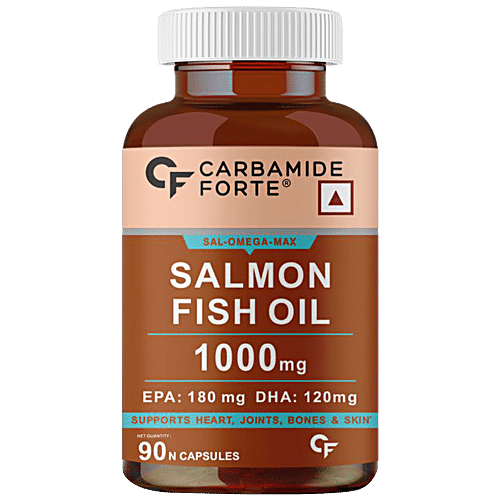 CF CARBAMIDE
FORTE®
SAL-OMEGA-MAX
SALMON
FISH OIL
1000mg
EPA: 180 mg DHA: 120mg
SUPPORTS HEART, JOINTS, BONES & SKIN*
NET QUANTITY:
90N CAPSULES
CF